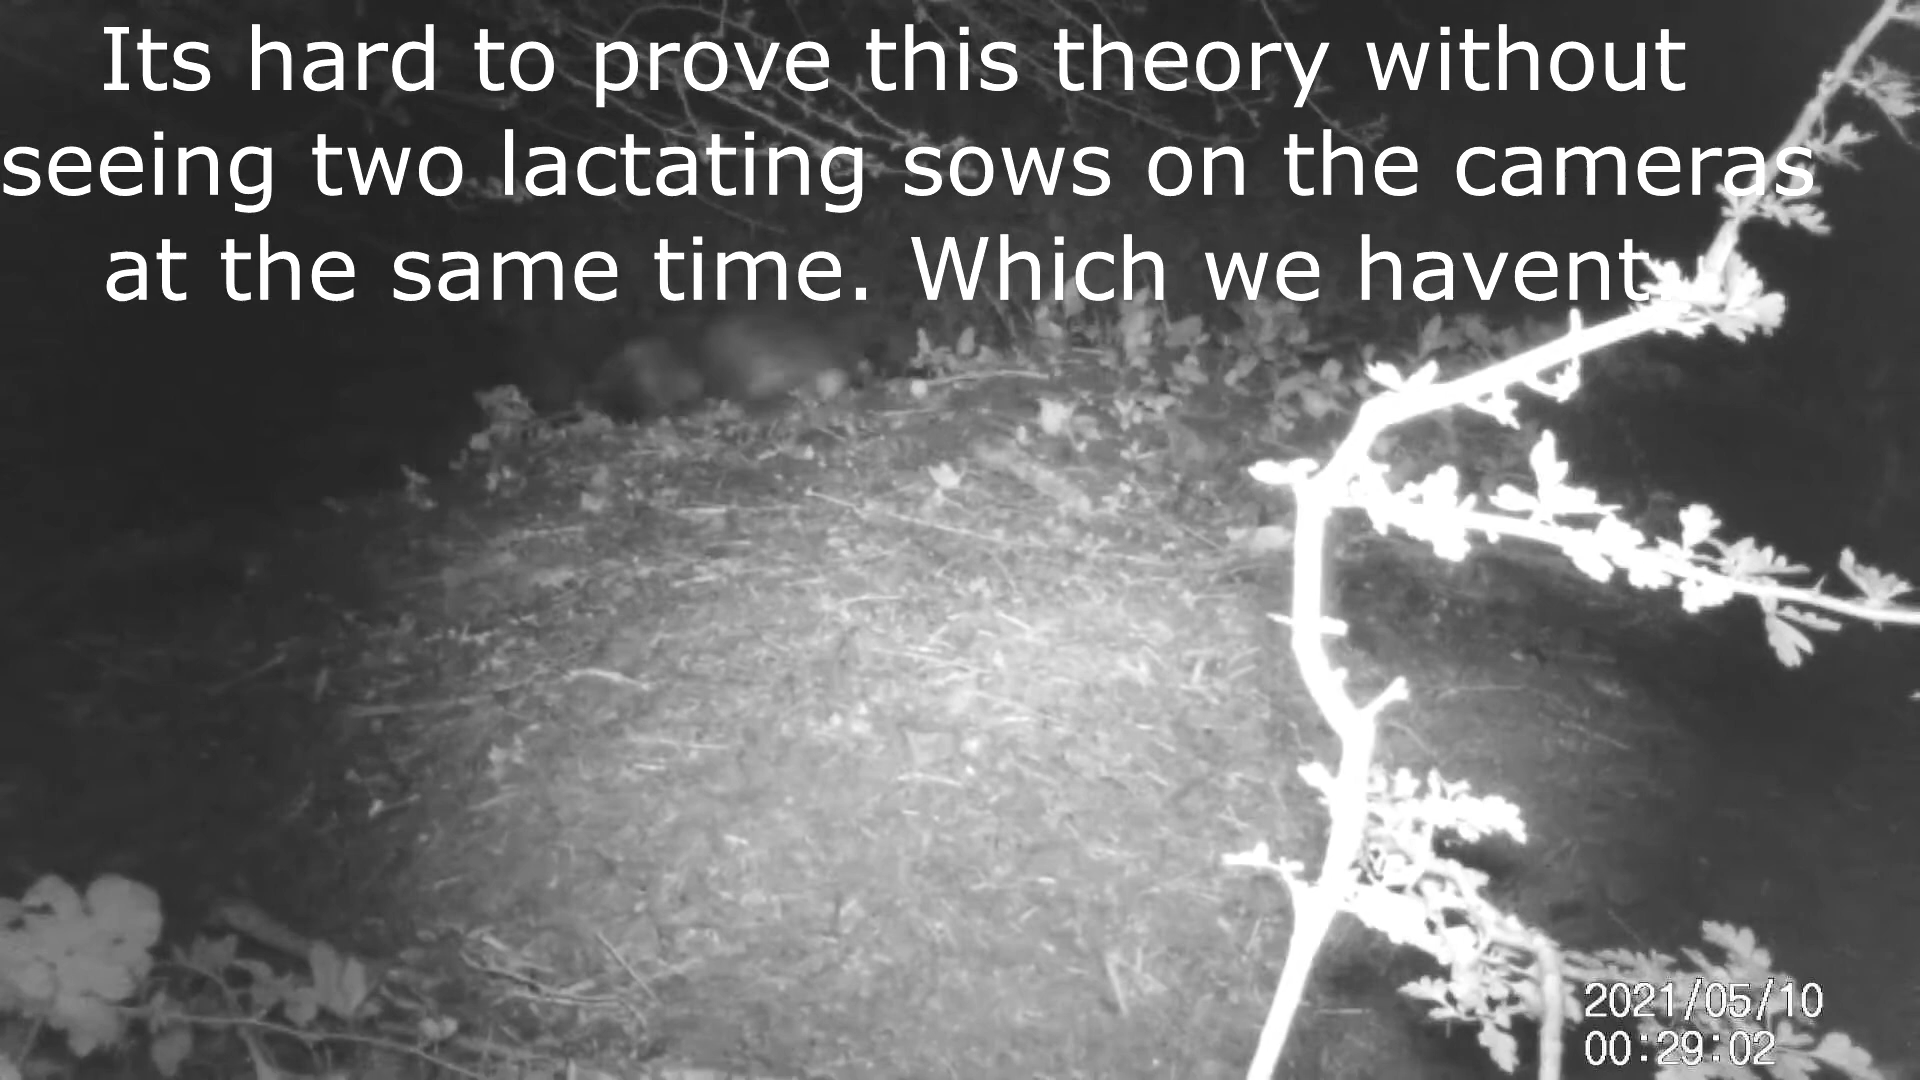 Its hard to prove this theory without
seeing two lactating sows on the cameras
at the same time. Which we havent.
2021/05/10
00:29:02